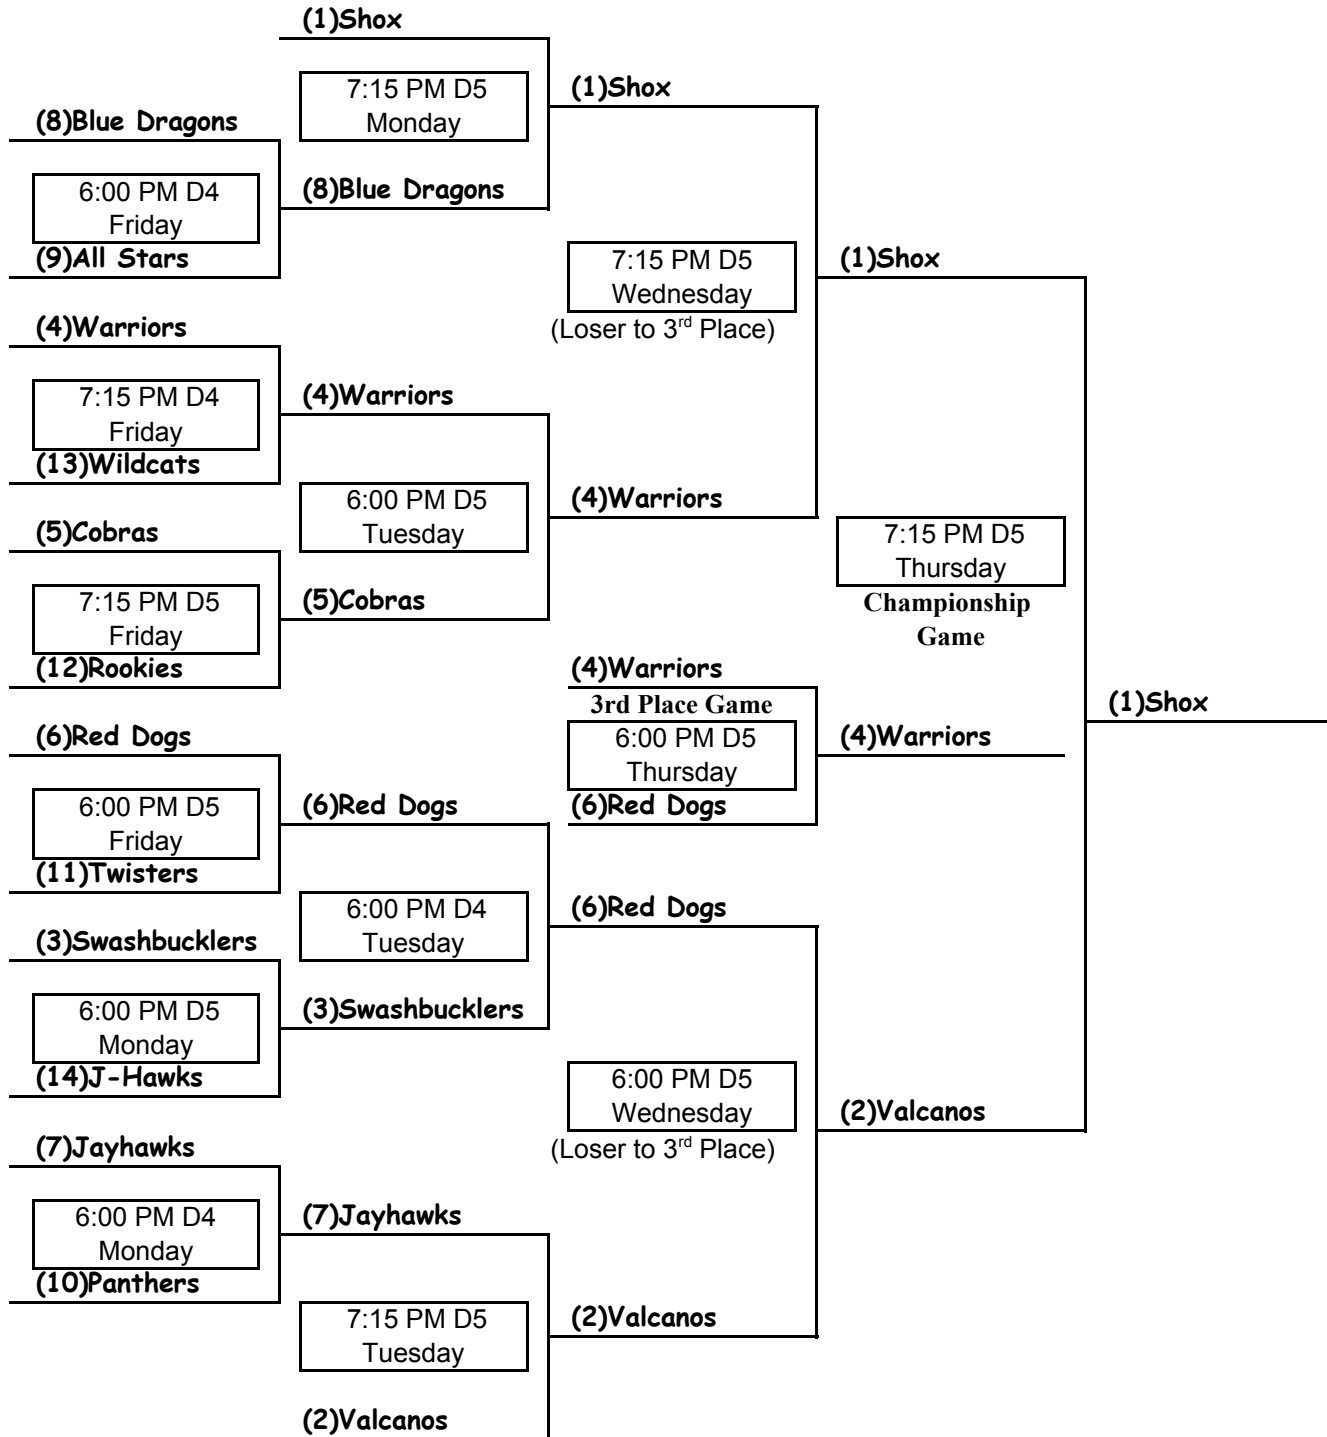 (1)Shox
7:15 PM D5
Monday
(1)Shox
(8)Blue Dragons
6:00 PM D4
Friday
(8)Blue Dragons
(9)All Stars
7:15 PM D5
Wednesday
(Loser to 3rd Place)
(1)Shox
(4)Warriors
7:15 PM D4
Friday
(4)Warriors
(13)Wildcats
6:00 PM D5
Tuesday
(4)Warriors
(5)Cobras
7:15 PM D5
Friday
(5)Cobras
(12)Rookies
7:15 PM D5
Thursday
Championship
Game
(4)Warriors
3rd Place Game
6:00 PM D5
Thursday
(6)Red Dogs
(4)Warriors
(1)Shox
(6)Red Dogs
6:00 PM D5
Friday
(6)Red Dogs
(11)Twisters
6:00 PM D4
Tuesday
(6)Red Dogs
(3)Swashbucklers
6:00 PM D5
Monday
(3)Swashbucklers
(14)J-Hawks
6:00 PM D5
Wednesday
(Loser to 3rd Place)
(2)Valcanos
(7)Jayhawks
6:00 PM D4
Monday
(7)Jayhawks
(10)Panthers
7:15 PM D5
Tuesday
(2)Valcanos
(2)Valcanos